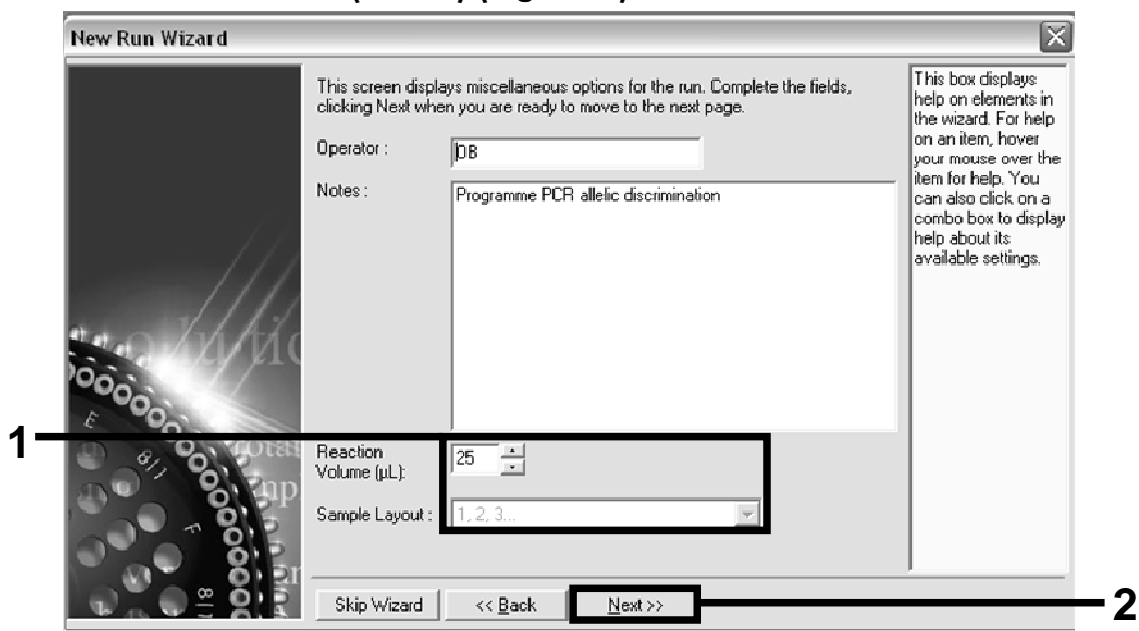 New Run Wizard
This screen displays miscellaneous options for the run. Complete the fields,
clicking Next when you are ready to move to the next page.
Operator :
DB
Notes :
Programme PCR allelic discrimination
1
Reaction
Volume (µL):
25
Sample Layout :
1, 2, 3...
Skip Wizard
<< Back
Next >>
2
This box displays
help on elements in
the wizard. For help
on an item, hover
your mouse over the
item for help. You
can also click on a
combo box to display
help about its
available settings.
E
8|1
F
8|1